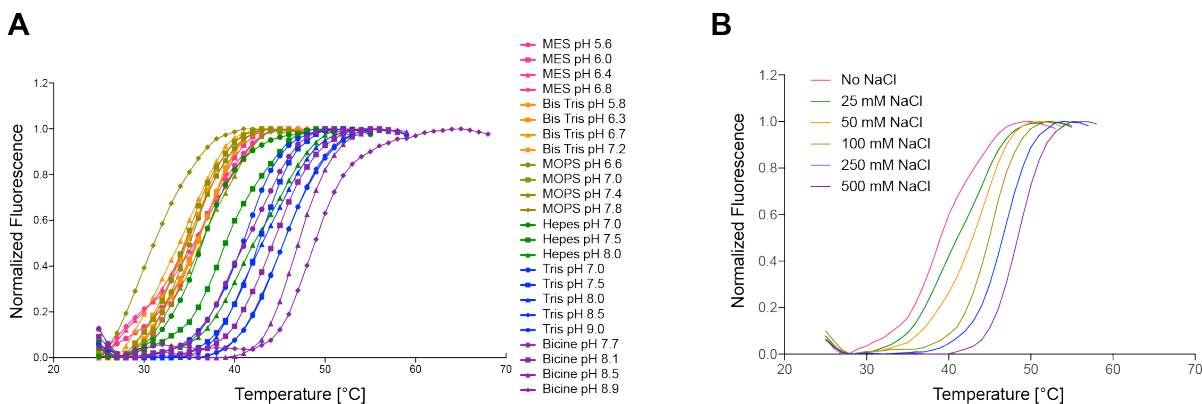 A
MES pH 5.6
MES pH 6.0
MES pH 6.4
MES pH 6.8
Bis Tris pH 5.8
Bis Tris pH 6.3
Bis Tris pH 6.7
Bis Tris pH 7.2
MOPS pH 6.6
MOPS pH 7.0
MOPS pH 7.4
MOPS pH 7.8
Hepes pH 7.0
Hepes pH 7.5
Hepes pH 8.0
Tris pH 7.0
Tris pH 7.5
Tris pH 8.0
Tris pH 8.5
Tris pH 9.0
Bicine pH 7.7
Bicine pH 8.1
Bicine pH 8.5
Bicine pH 8.9
Normalized Fluorescence
1.2
1.0
0.8
0.6
0.4
0.2
0.0
20 30 40 50 60 70
Temperature [°C]
B
No NaCl
25 mM NaCl
50 mM NaCl
100 mM NaCl
250 mM NaCl
500 mM NaCl
Normalized Fluorescence
1.2
1.0
0.8
0.6
0.4
0.2
0.0
20 30 40 50 60 70
Temperature [°C]